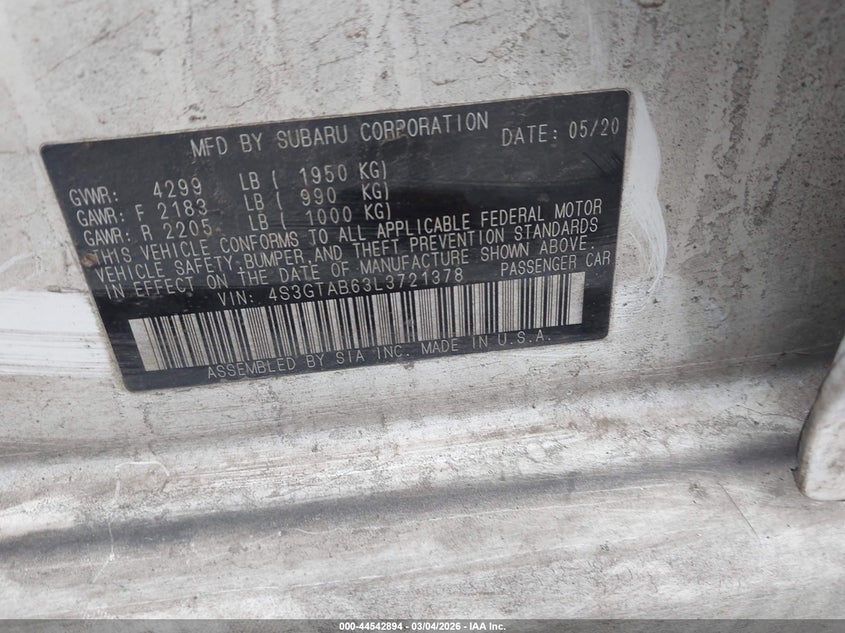 MFD BY SUBARU CORPORATION DATE: 05/20
GVWR: 4299 LB ( 1950 KG)
GAWR: F 2183 LB ( 990 KG)
GAWR: R 2205 LB ( 1000 KG)
THIS VEHICLE CONFORMS TO ALL APPLICABLE FEDERAL MOTOR
VEHICLE SAFETY, BUMPER, AND THEFT PREVENTION STANDARDS
IN EFFECT ON THE DATE OF MANUFACTURE SHOWN ABOVE.
VIN: 4S3GTAB63L3721378 PASSENGER CAR
ASSEMBLED BY SIA INC. MADE IN U.S.A.
000-44542894 | 03/04/2026 - IAA Inc.